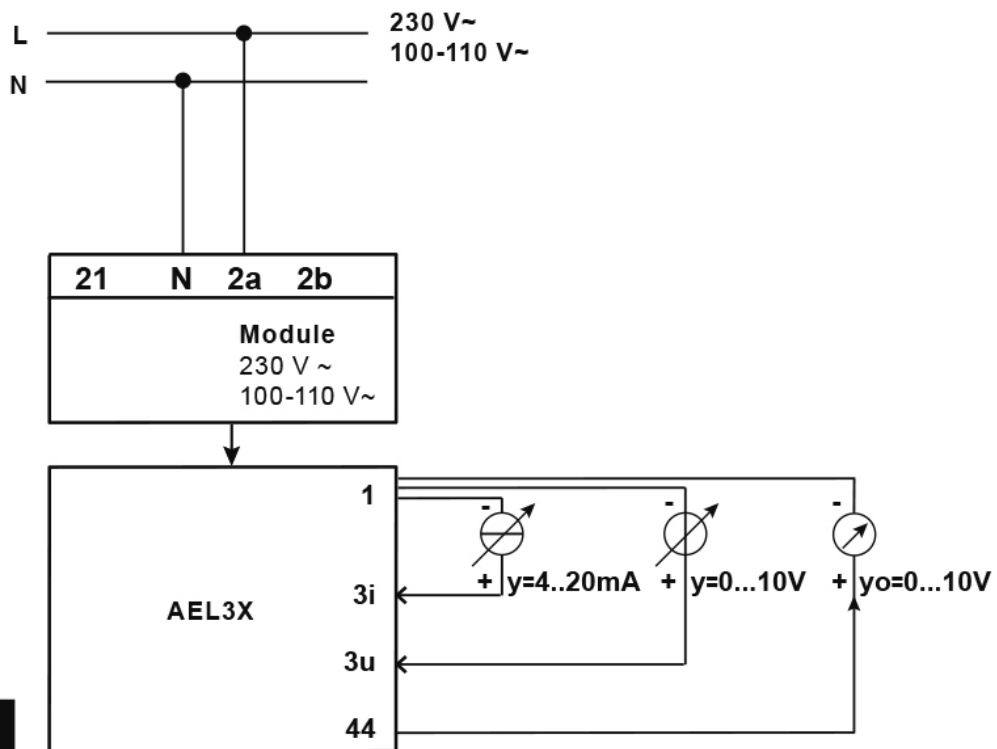 L
230 V~
100-110 V~
N
21 N 2a 2b
Module
230 V ~
100-110 V~
1
- - -
+ y=4..20mA + y=0...10V + yo=0...10V
3i
AEL3X
3u
44